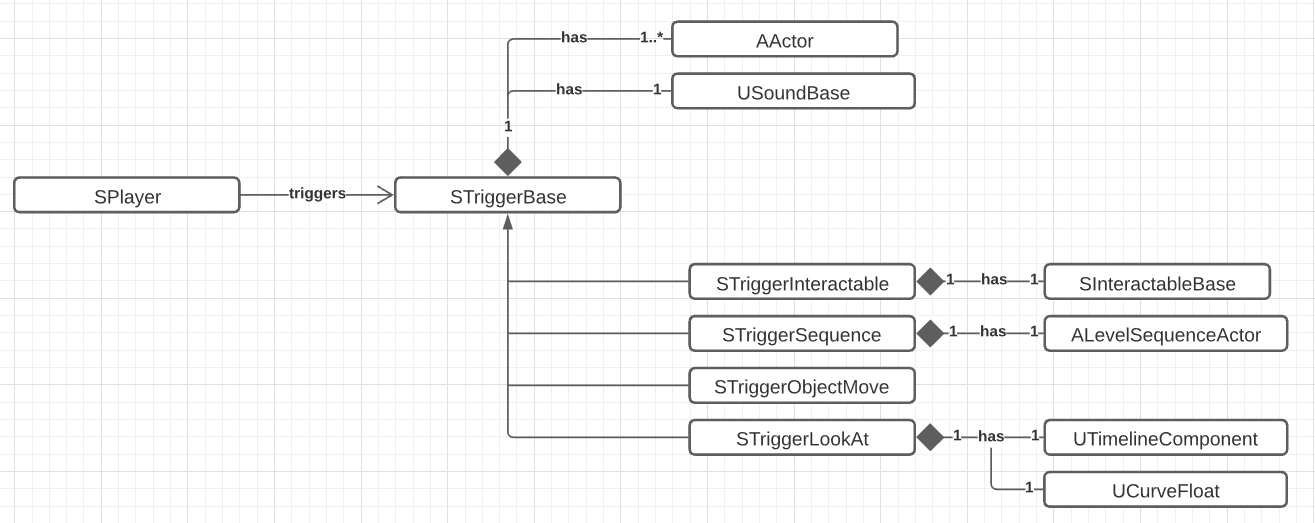 has 1..* AActor
has 1 USoundBase
1
SPlayer triggers STriggerBase
STriggerInteractable 1 has 1 SInteractableBase
STriggerSequence 1 has 1 ALevelSequenceActor
STriggerObjectMove
STriggerLookAt 1 has 1 UTimelineComponent
1 UCurveFloat